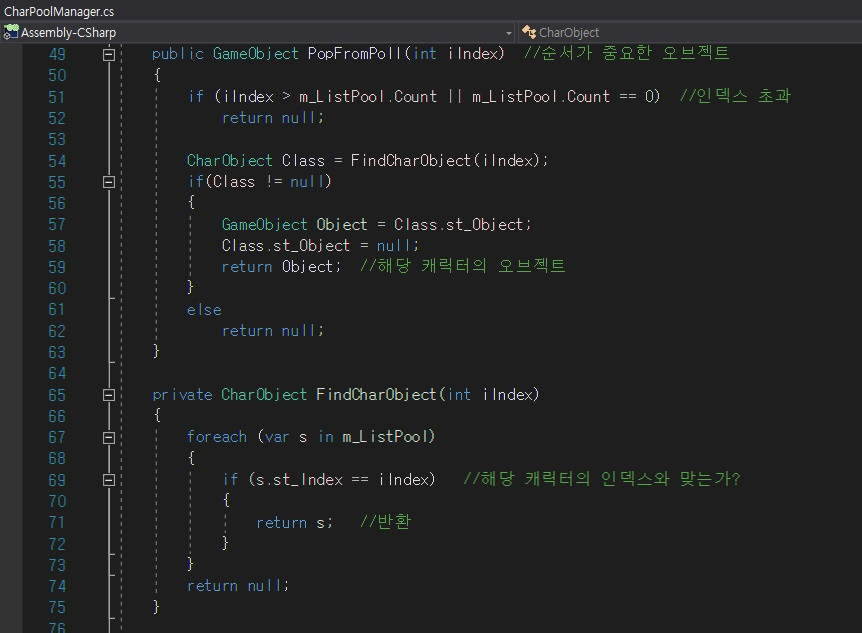 CharPoolManager.cs
Assembly-CSharp CharObject
49 public GameObject PopFromPoll(int iIndex) //순서가 중요한 오브젝트
50 {
51 if (iIndex > m_ListPool.Count || m_ListPool.Count == 0) //인덱스 초과
52 return null;
53
54 CharObject Class = FindCharObject(iIndex);
55 if(Class != null)
56 {
57 GameObject Object = Class.st_Object;
58 Class.st_Object = null;
59 return Object; //해당 캐릭터의 오브젝트
60 }
61 else
62 return null;
63 }
64
65 private CharObject FindCharObject(int iIndex)
66 {
67 foreach (var s in m_ListPool)
68 {
69 if (s.st_Index == iIndex) //해당 캐릭터의 인덱스와 맞는가?
70 {
71 return s; //반환
72 }
73 }
74 return null;
75 }
76